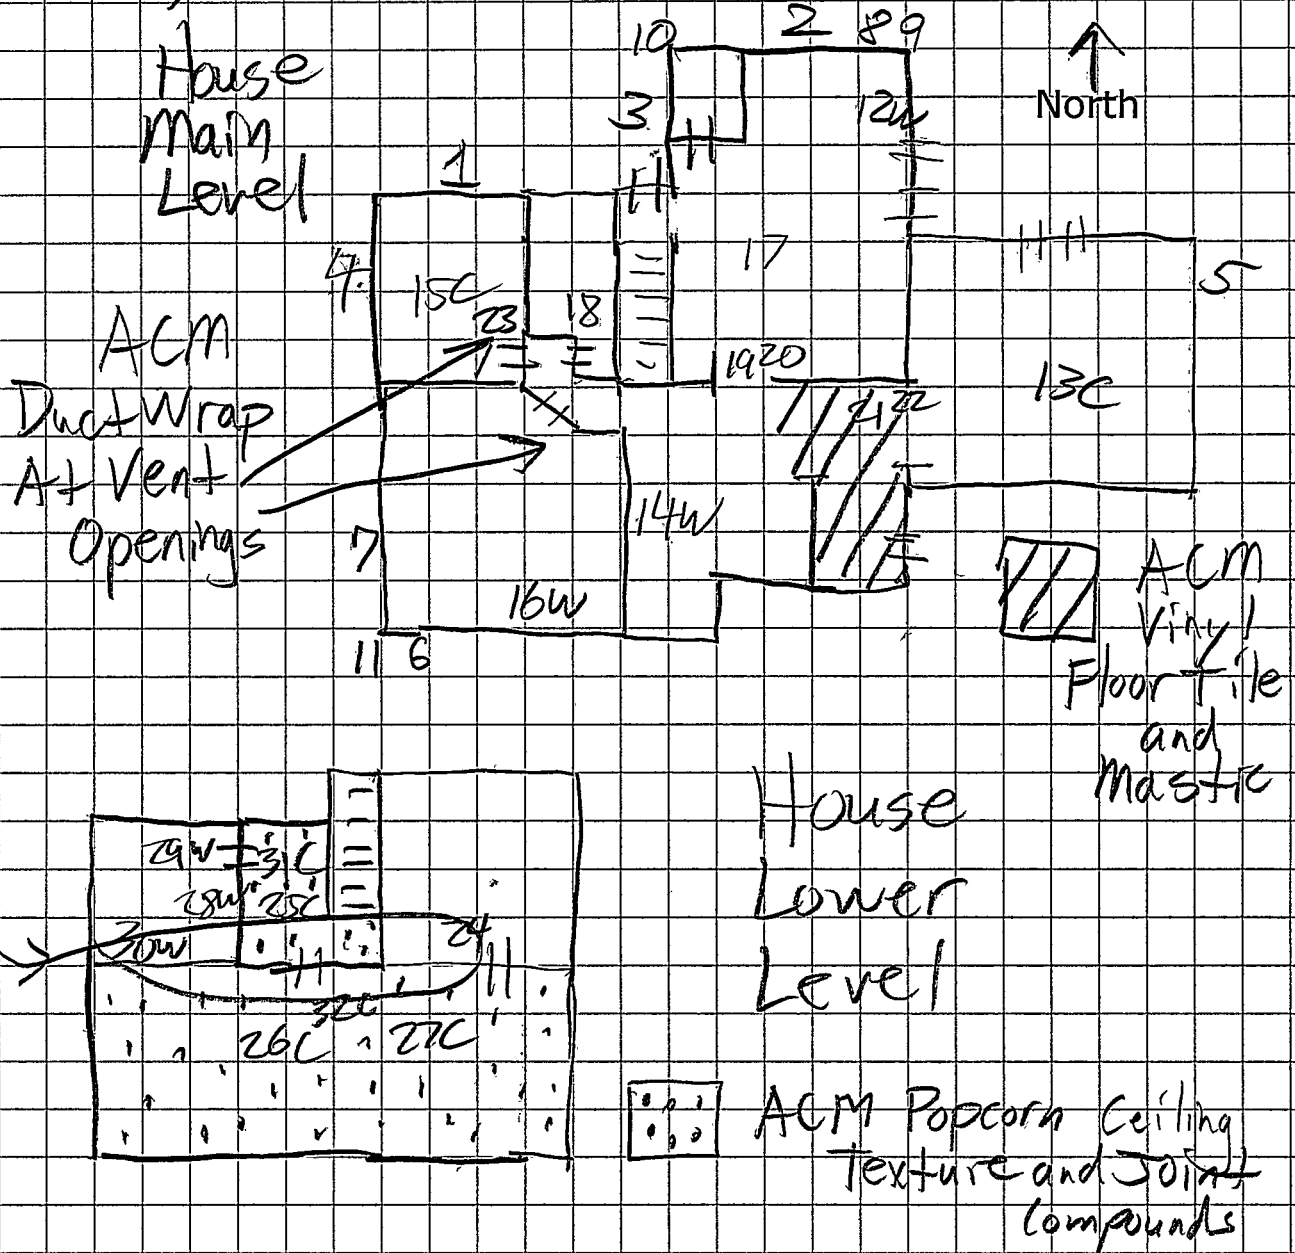 House
Main
Level
10 2 8 9
3 12W
North
1
4
15C
17
5
23 18
ACM
Duct Wrap
At Vent
Openings
19 20
13C
21 22
7
14W
16W
11 6
ACM
Vinyl
Floor Tile
and
Mastic
House
Lower
Level
29W 31C
28W 25C
30W 24
32C
26C 27C
ACM Popcorn Ceiling
Texture and Joint
Compounds